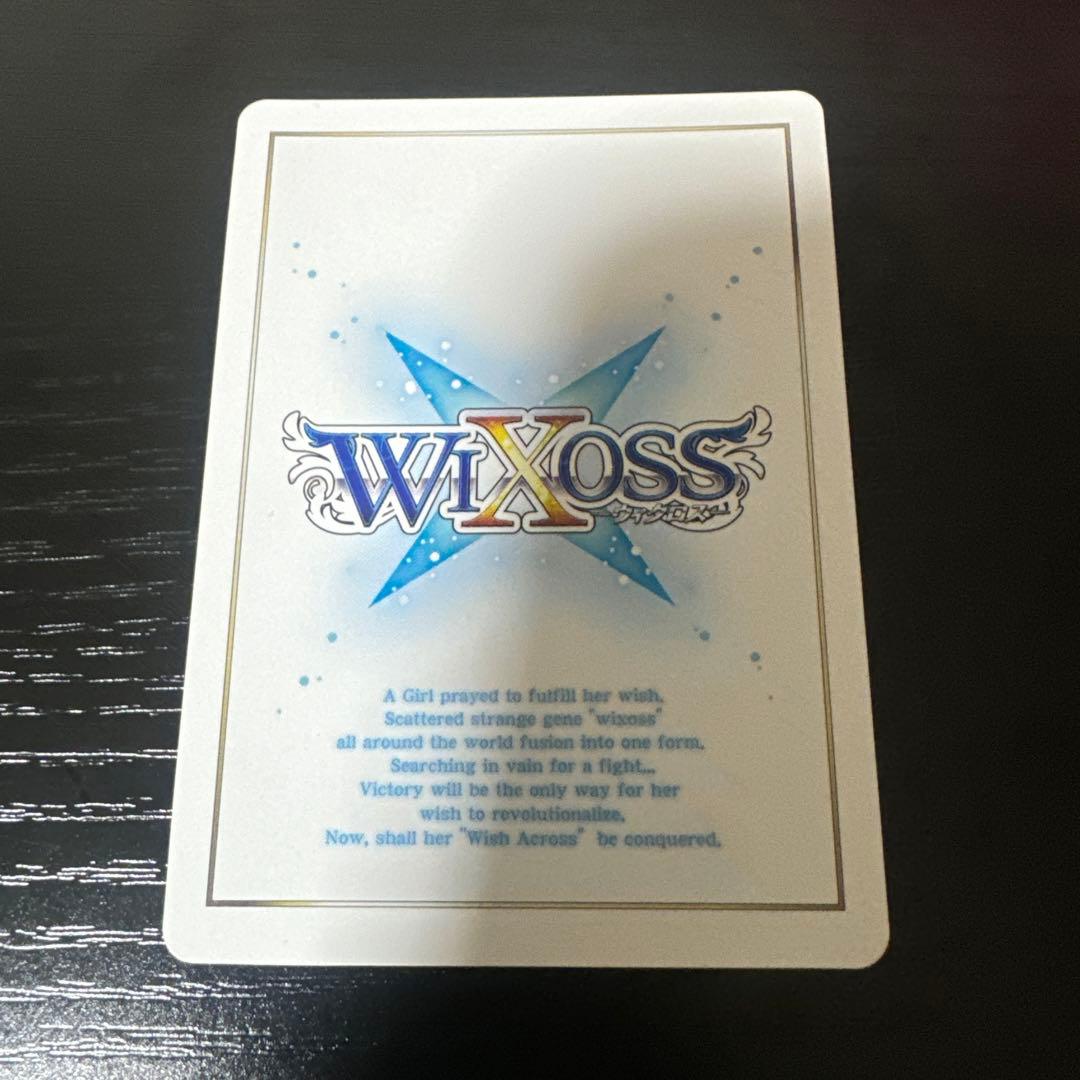 WIXOSS
ウィクロス
A Girl prayed to fulfill her wish.
Scattered strange gene "wixoss"
all around the world fusion into one form.
Searching in vain for a fight...
Victory will be the only way for her
wish to revolutionalize.
Now, shall her "Wish Across" be conquered.